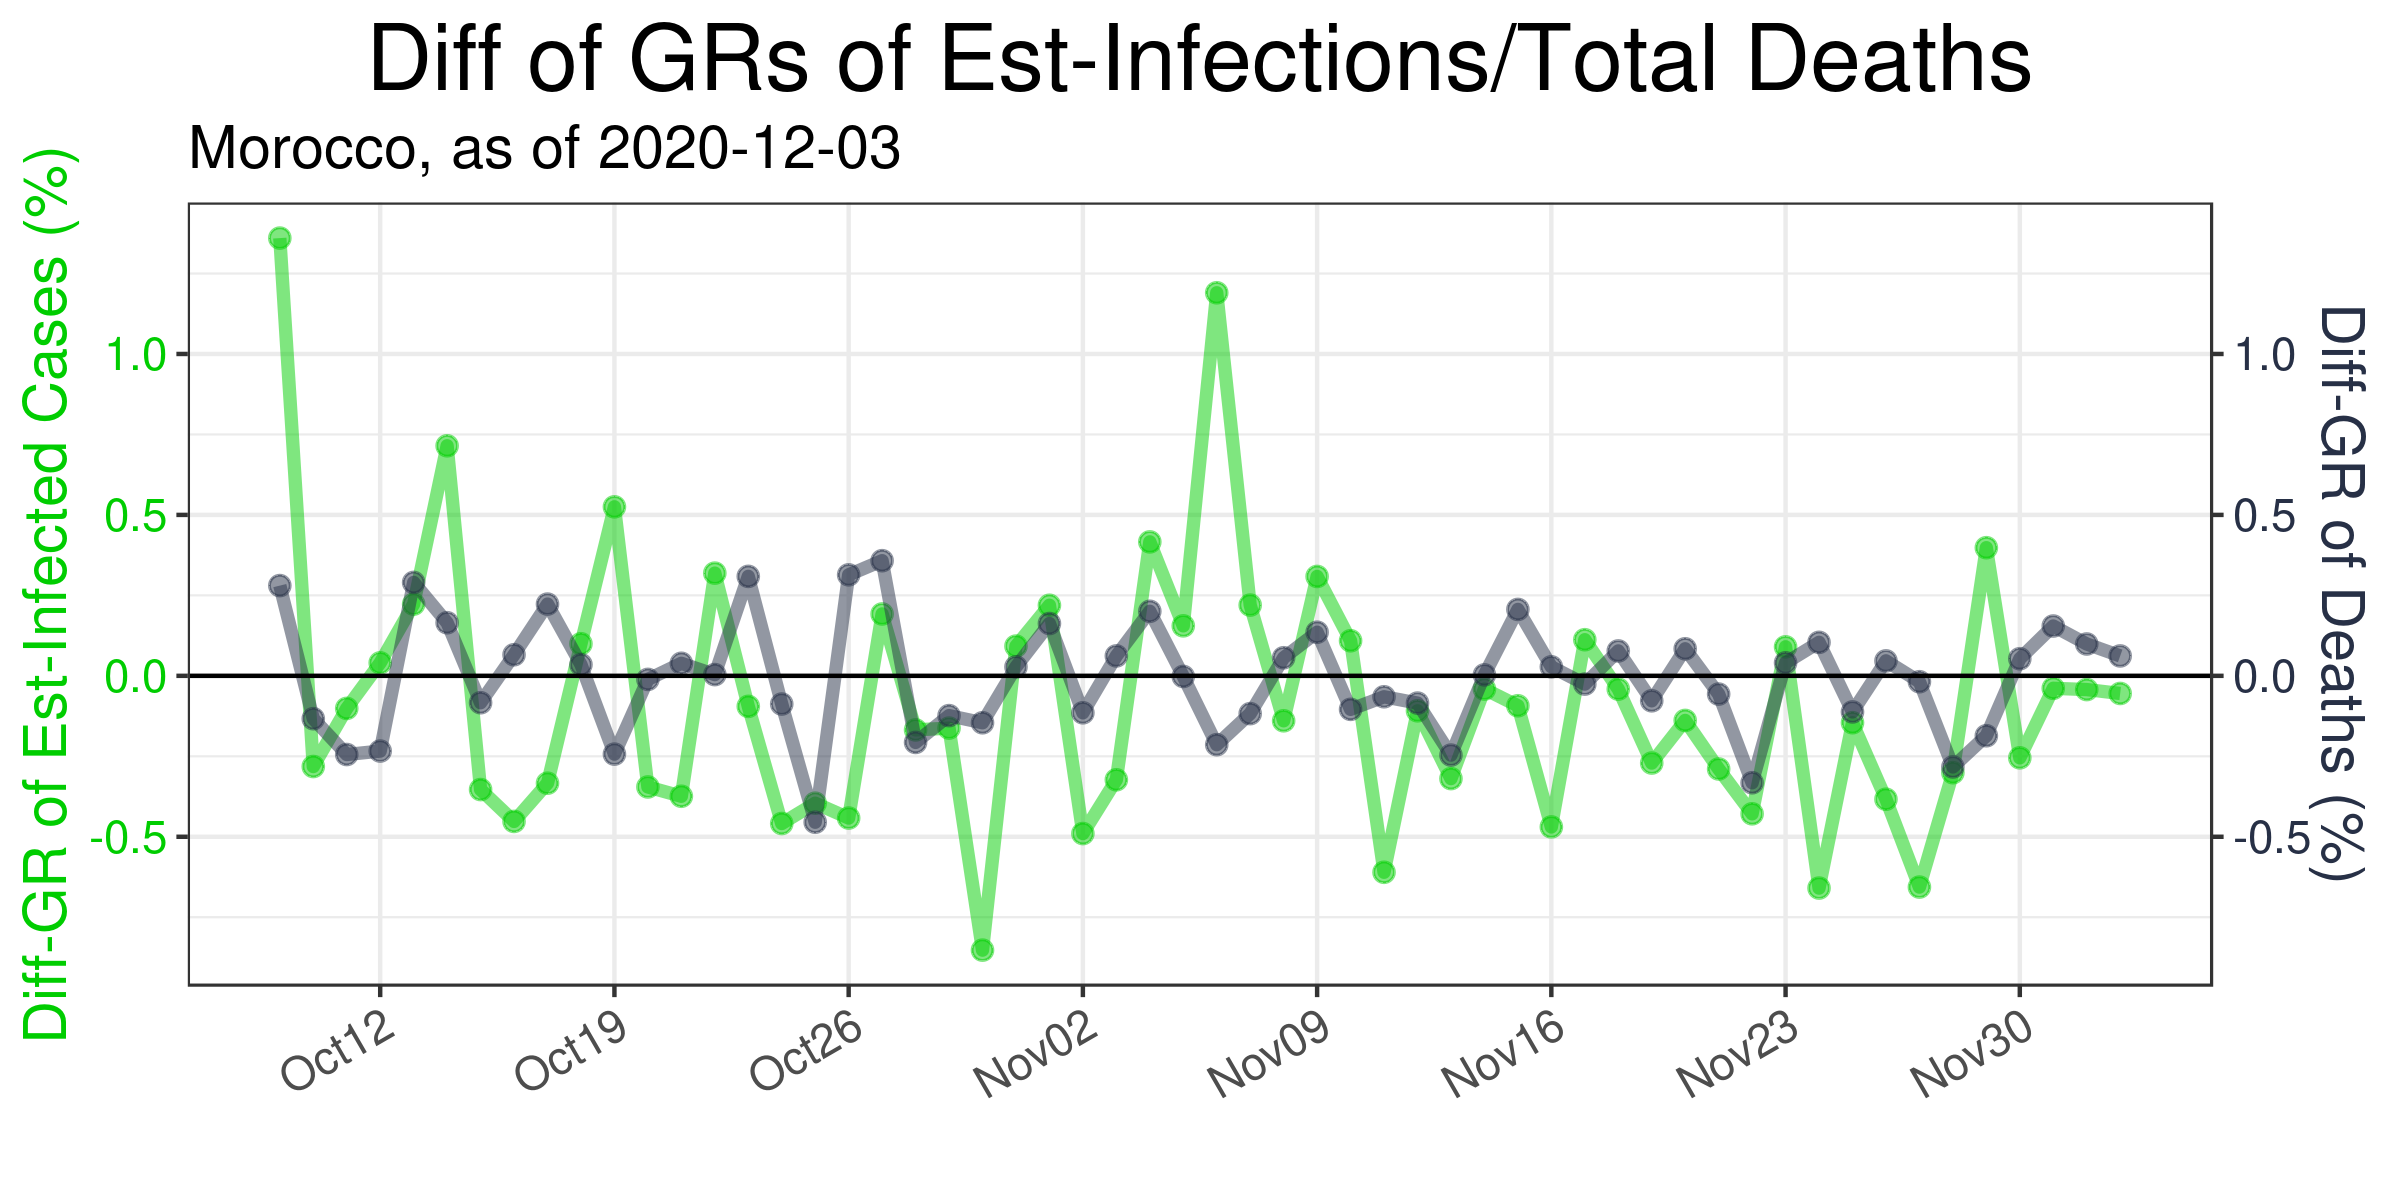 Diff of GRs of Est-Infections/Total Deaths
Morocco, as of 2020-12-03
Diff-GR of Est-Infected Cases (%)
1.0
0.5
0.0
-0.5
1.0
0.5
0.0
-0.5
Diff-GR of Deaths (%)
Oct12
Oct19
Oct26
Nov02
Nov09
Nov16
Nov23
Nov30